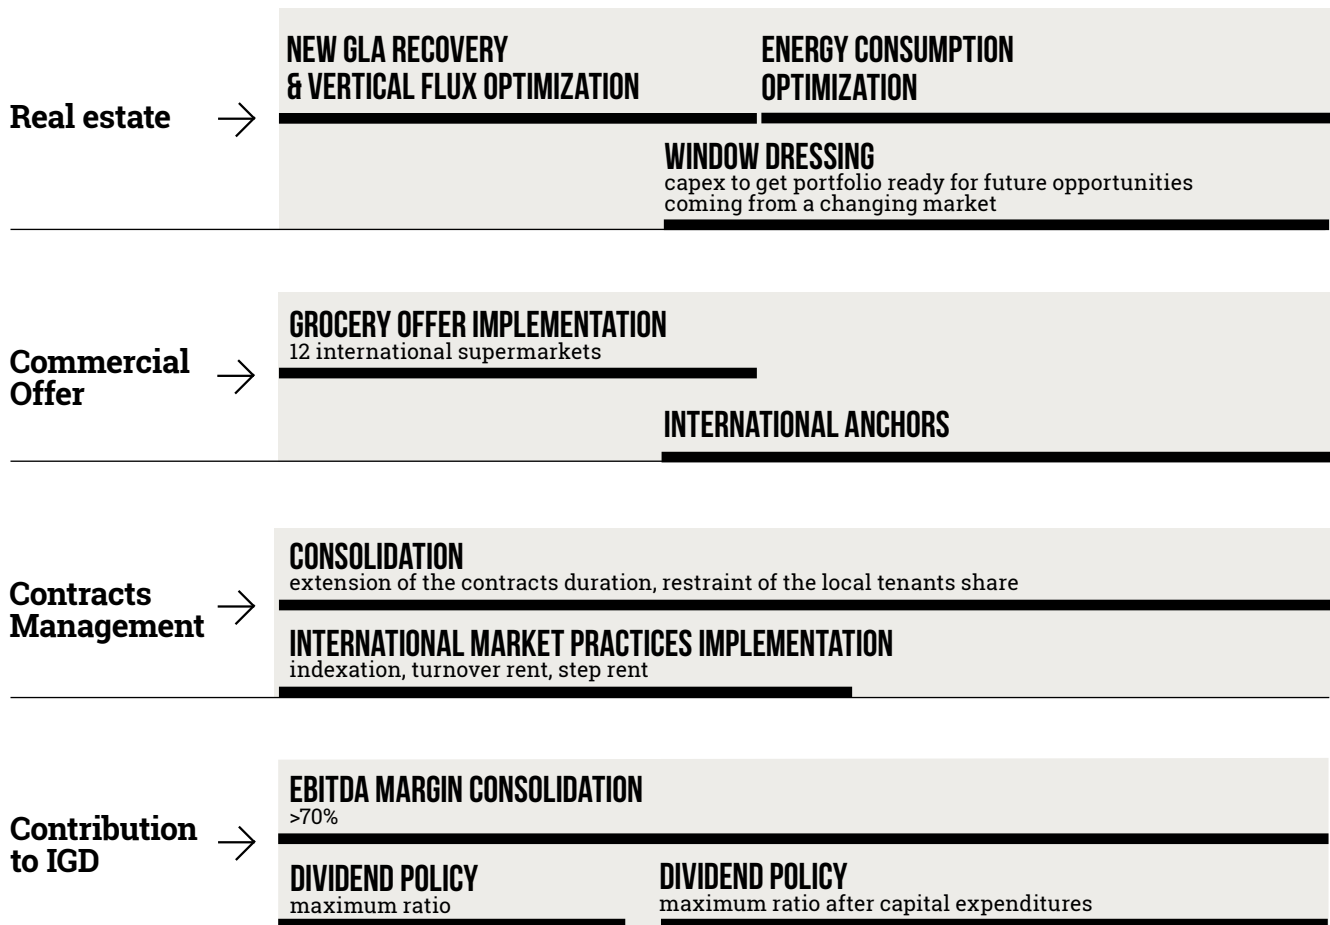 Real estate
NEW GLA RECOVERY
& VERTICAL FLUX OPTIMIZATION
ENERGY CONSUMPTION
OPTIMIZATION
WINDOW DRESSING
capex to get portfolio ready for future opportunities
coming from a changing market
Commercial
Offer
GROCERY OFFER IMPLEMENTATION
12 international supermarkets
INTERNATIONAL ANCHORS
Contracts
Management
CONSOLIDATION
extension of the contracts duration, restraint of the local tenants share
INTERNATIONAL MARKET PRACTICES IMPLEMENTATION
indexation, turnover rent, step rent
Contribution
to IGD
EBITDA MARGIN CONSOLIDATION
>70%
DIVIDEND POLICY
maximum ratio
DIVIDEND POLICY
maximum ratio after capital expenditures